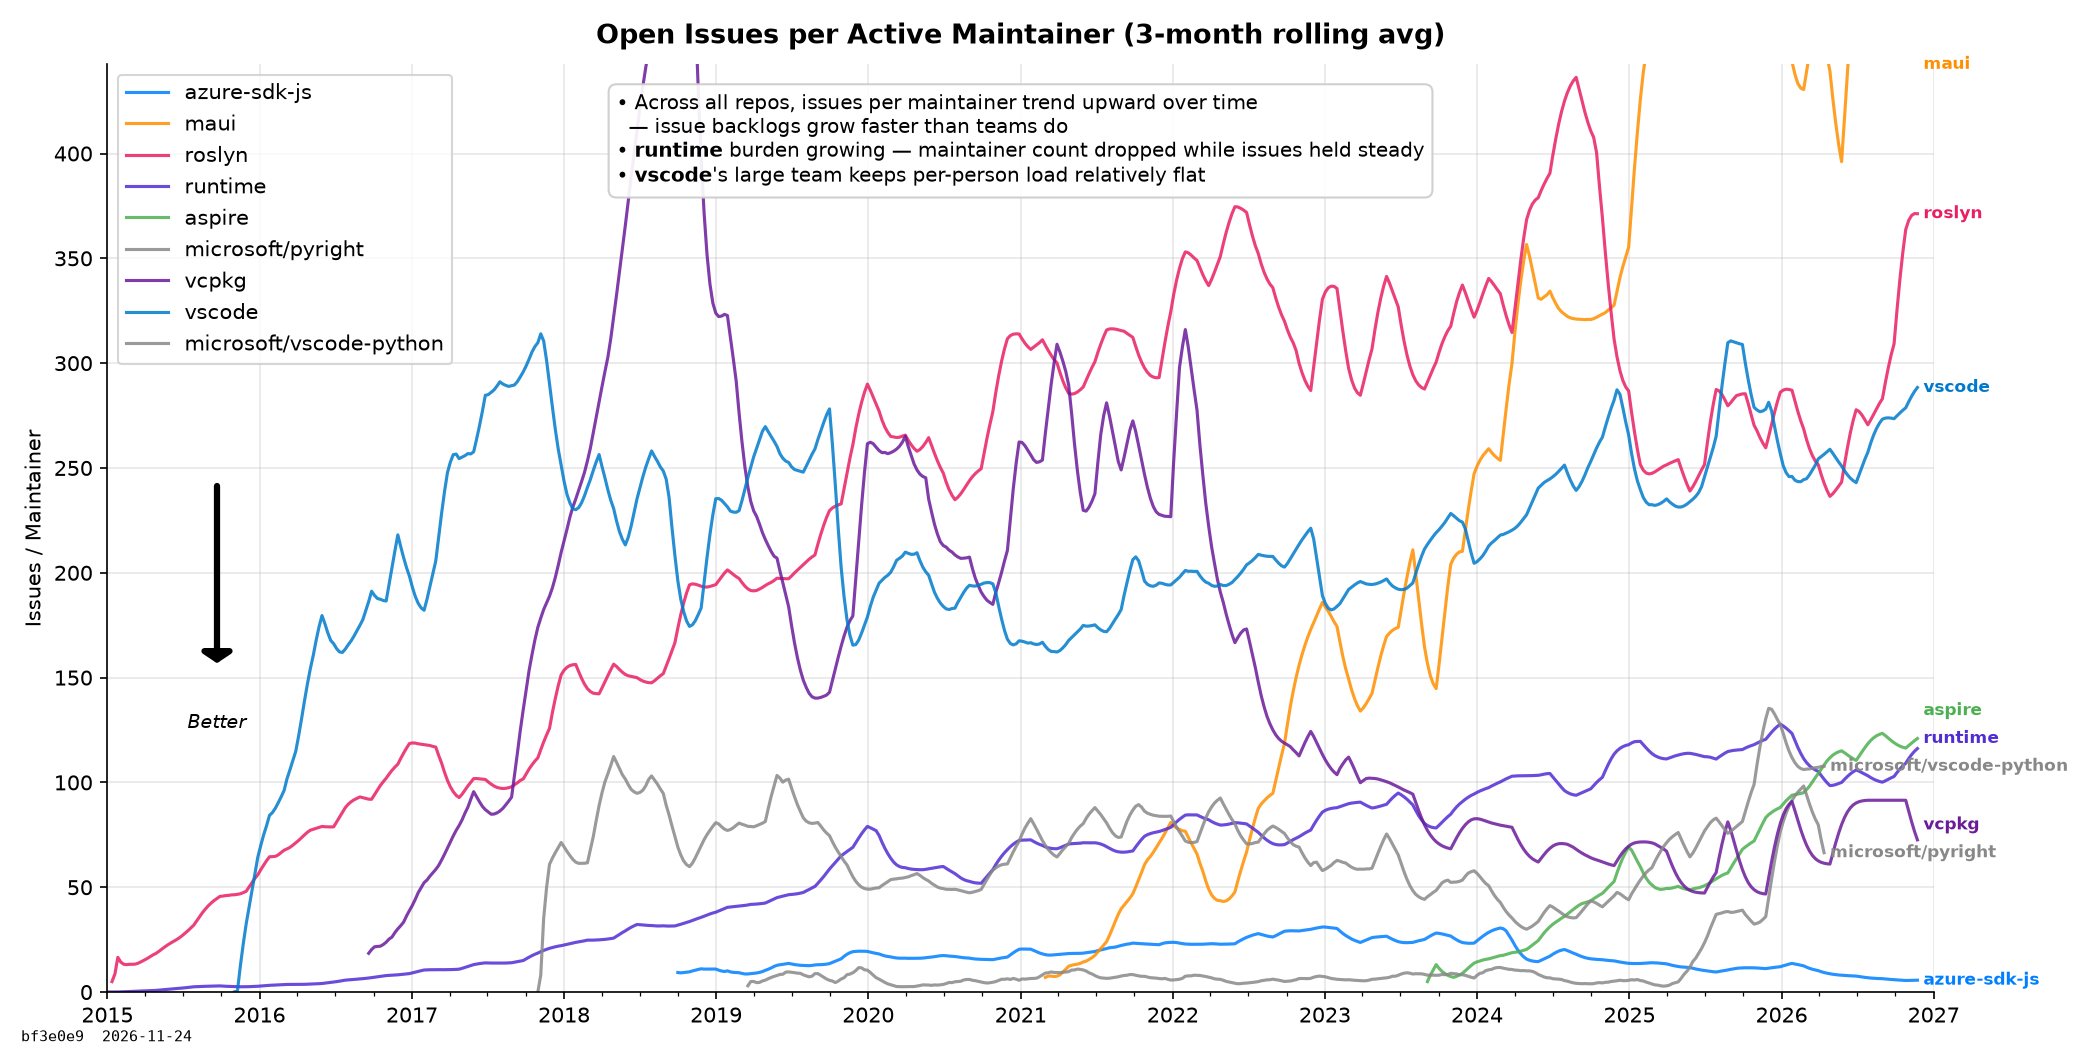 Open Issues per Active Maintainer (3-month rolling avg)
maui
azure-sdk-js
maui
roslyn
runtime
aspire
microsoft/pyright
vcpkg
vscode
microsoft/vscode-python
• Across all repos, issues per maintainer trend upward over time
— issue backlogs grow faster than teams do
• runtime burden growing — maintainer count dropped while issues held steady
• vscode's large team keeps per-person load relatively flat
400
350
300
250
200
150
100
50
0
Issues / Maintainer
Better
roslyn
vscode
aspire
runtime
microsoft/vscode-python
vcpkg
microsoft/pyright
azure-sdk-js
2015 2016 2017 2018 2019 2020 2021 2022 2023 2024 2025 2026 2027
bf3e0e9 2026-11-24